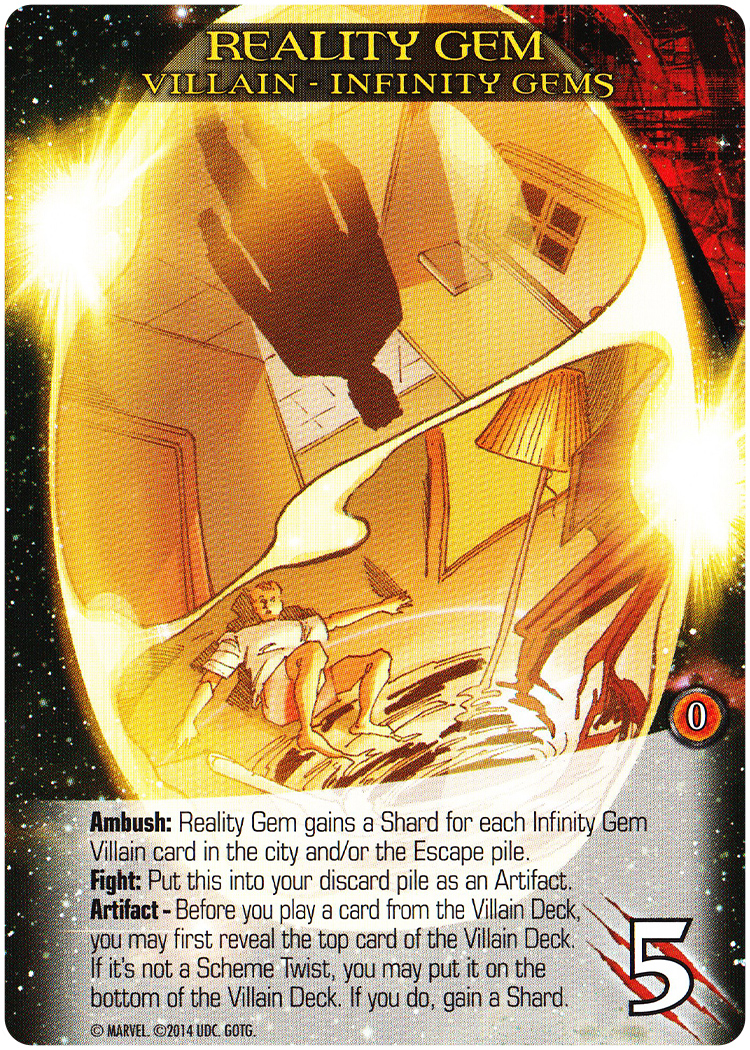 REALITY GEM
VILLAIN - INFINITY GEMS
0
Ambush: Reality Gem gains a Shard for each Infinity Gem
Villain card in the city and/or the Escape pile.
Fight: Put this into your discard pile as an Artifact.
Artifact - Before you play a card from the Villain Deck,
you may first reveal the top card of the Villain Deck.
If it's not a Scheme Twist, you may put it on the
bottom of the Villain Deck. If you do, gain a Shard.
5
© MARVEL. ©2014 UDC. GOTG.